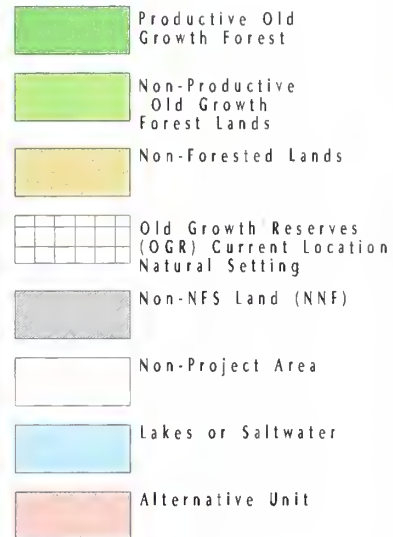 Productive Old
Growth Forest
Non-Productive
Old Growth
Forest Lands
Non-Forested Lands
Old Growth Reserves
(OGR) Current Location
Natural Setting
Non-NFS Land (NNF)
Non-Project Area
Lakes or Saltwater
Alternative Unit